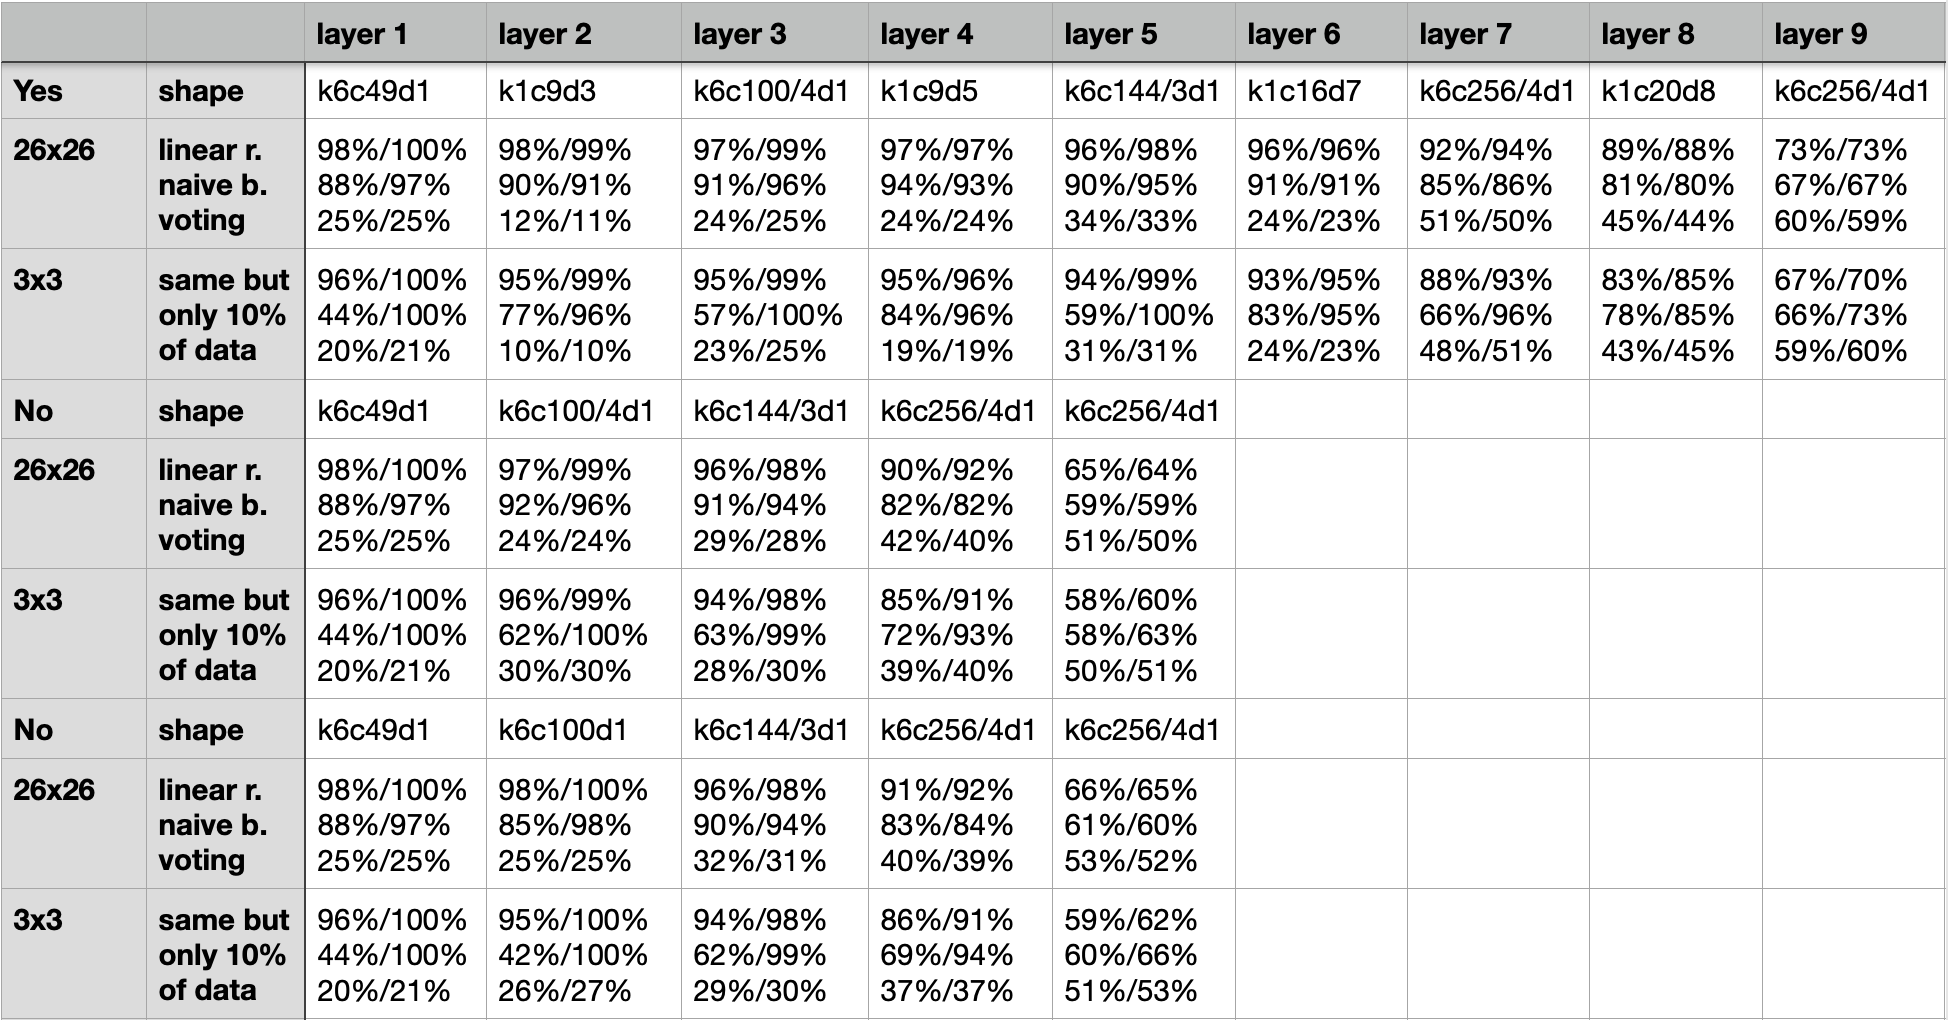 layer 1 layer 2 layer 3 layer 4 layer 5 layer 6 layer 7 layer 8 layer 9
Yes shape k6c49d1 k1c9d3 k6c100/4d1 k1c9d5 k6c144/3d1 k1c16d7 k6c256/4d1 k1c20d8 k6c256/4d1
26x26 linear r. 98%/100% 98%/99% 97%/99% 97%/97% 96%/98% 96%/96% 92%/94% 89%/88% 73%/73%
naive b. 88%/97% 90%/91% 91%/96% 94%/93% 90%/95% 91%/91% 85%/86% 81%/80% 67%/67%
voting 25%/25% 12%/11% 24%/25% 24%/24% 34%/33% 24%/23% 51%/50% 45%/44% 60%/59%
3x3 same but 96%/100% 95%/99% 95%/99% 95%/96% 94%/99% 93%/95% 88%/93% 83%/85% 67%/70%
only 10% 44%/100% 77%/96% 57%/100% 84%/96% 59%/100% 83%/95% 66%/96% 78%/85% 66%/73%
of data 20%/21% 10%/10% 23%/25% 19%/19% 31%/31% 24%/23% 48%/51% 43%/45% 59%/60%
No shape k6c49d1 k6c100/4d1 k6c144/3d1 k6c256/4d1 k6c256/4d1
26x26 linear r. 98%/100% 97%/99% 96%/98% 90%/92% 65%/64%
naive b. 88%/97% 92%/96% 91%/94% 82%/82% 59%/59%
voting 25%/25% 24%/24% 29%/28% 42%/40% 51%/50%
3x3 same but 96%/100% 96%/99% 94%/98% 85%/91% 58%/60%
only 10% 44%/100% 62%/100% 63%/99% 72%/93% 58%/63%
of data 20%/21% 30%/30% 28%/30% 39%/40% 50%/51%
No shape k6c49d1 k6c100d1 k6c144/3d1 k6c256/4d1 k6c256/4d1
26x26 linear r. 98%/100% 98%/100% 96%/98% 91%/92% 66%/65%
naive b. 88%/97% 85%/98% 90%/94% 83%/84% 61%/60%
voting 25%/25% 25%/25% 32%/31% 40%/39% 53%/52%
3x3 same but 96%/100% 95%/100% 94%/98% 86%/91% 59%/62%
only 10% 44%/100% 42%/100% 62%/99% 69%/94% 60%/66%
of data 20%/21% 26%/27% 29%/30% 37%/37% 51%/53%